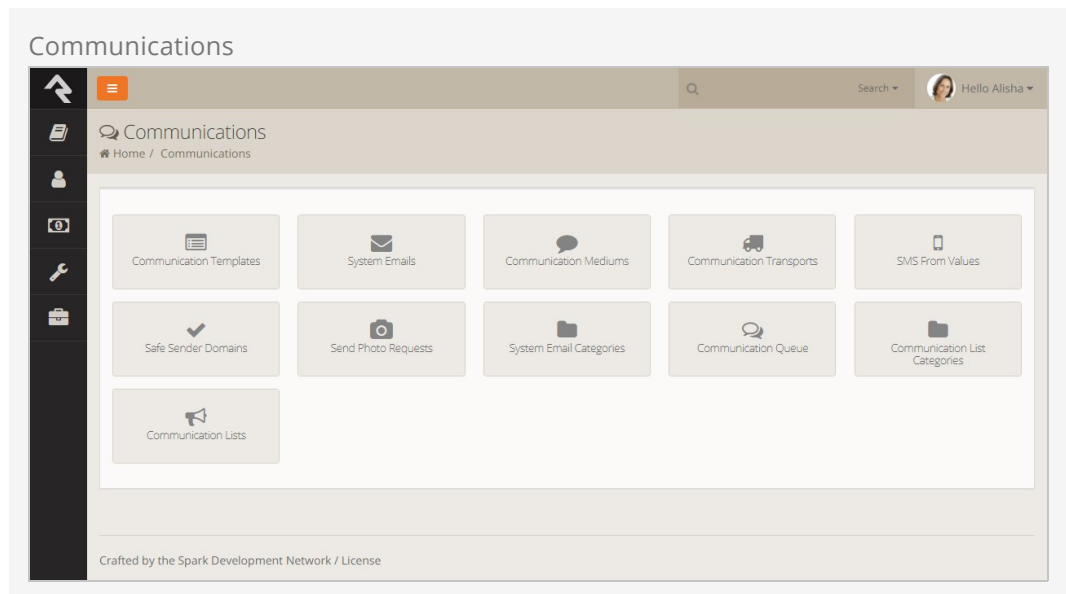 Communications
Search
Hello Alisha
Communications
Home / Communications
Communication Templates
System Emails
Communication Mediums
Communication Transports
SMS From Values
Safe Sender Domains
Send Photo Requests
System Email Categories
Communication Queue
Communication List
Categories
Communication Lists
Crafted by the Spark Development Network / License